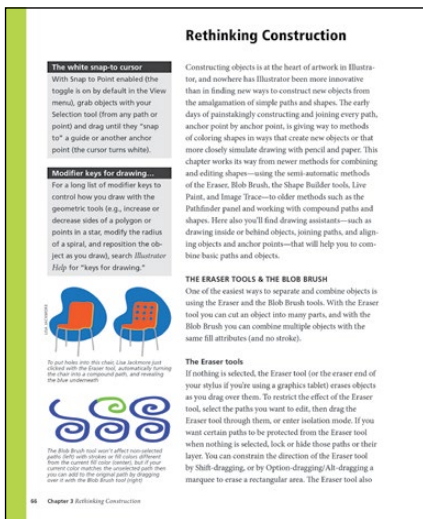 Rethinking Construction
The white snap-to cursor
With Snap to Point enabled (the
toggle is on by default in the View
menu), grab objects with your
Selection tool (from any path or
point) and drag until they "snap
to" a guide or another anchor
point (the cursor turns white).
Modifier keys for drawing...
For a long list of modifier keys to
control how you draw with the
geometric tools (e.g., increase or
decrease sides of a polygon or
points in a star, modify the radius
of a spiral, and reposition the ob-
ject as you draw), search Illustrator
Help for "keys for drawing."
LISA JACKMORE
To put holes into this chair, Lisa Jackmore just
clicked with the Eraser tool, automatically turning
the chair into a compound path, and revealing
the blue underneath
The Blob Brush tool won't affect non-selected
paths (left) with strokes or fill colors different
from the current fill color (center), but if your
current color matches the unselected path then
you can add to the original path by dragging
over it with the Blob Brush tool (right)
Constructing objects is at the heart of artwork in Illustra-
tor, and nowhere has Illustrator been more innovative
than in finding new ways to construct new objects from
the amalgamation of simple paths and shapes. The early
days of painstakingly constructing and joining every path,
anchor point by anchor point, is giving way to methods
of coloring shapes in ways that create new objects or that
more closely simulate drawing with pencil and paper. This
chapter works its way from newer methods for combining
and editing shapes—using the semi-automatic methods
of the Eraser, Blob Brush, the Shape Builder tools, Live
Paint, and Image Trace—to older methods such as the
Pathfinder panel and working with compound paths and
shapes. Here also you'll find drawing assistants—such as
drawing inside or behind objects, joining paths, and align-
ing objects and anchor points—that will help you to com-
bine basic paths and objects.
THE ERASER TOOLS & THE BLOB BRUSH
One of the easiest ways to separate and combine objects is
using the Eraser and the Blob Brush tools. With the Eraser
tool you can cut an object into many parts, and with the
Blob Brush you can combine multiple objects with the
same fill attributes (and no stroke).
The Eraser tools
If nothing is selected, the Eraser tool (or the eraser end of
your stylus if you're using a graphics tablet) erases objects
as you drag over them. To restrict the effect of the Eraser
tool, select the paths you want to edit, then drag the
Eraser tool through them, or enter isolation mode. If you
want certain paths to be protected from the Eraser tool
when nothing is selected, lock or hide those paths or their
layer. You can constrain the direction of the Eraser tool
by Shift-dragging, or by Option-dragging/Alt-dragging a
marquee to erase a rectangular area. The Eraser tool also
66 Chapter 3 Rethinking Construction